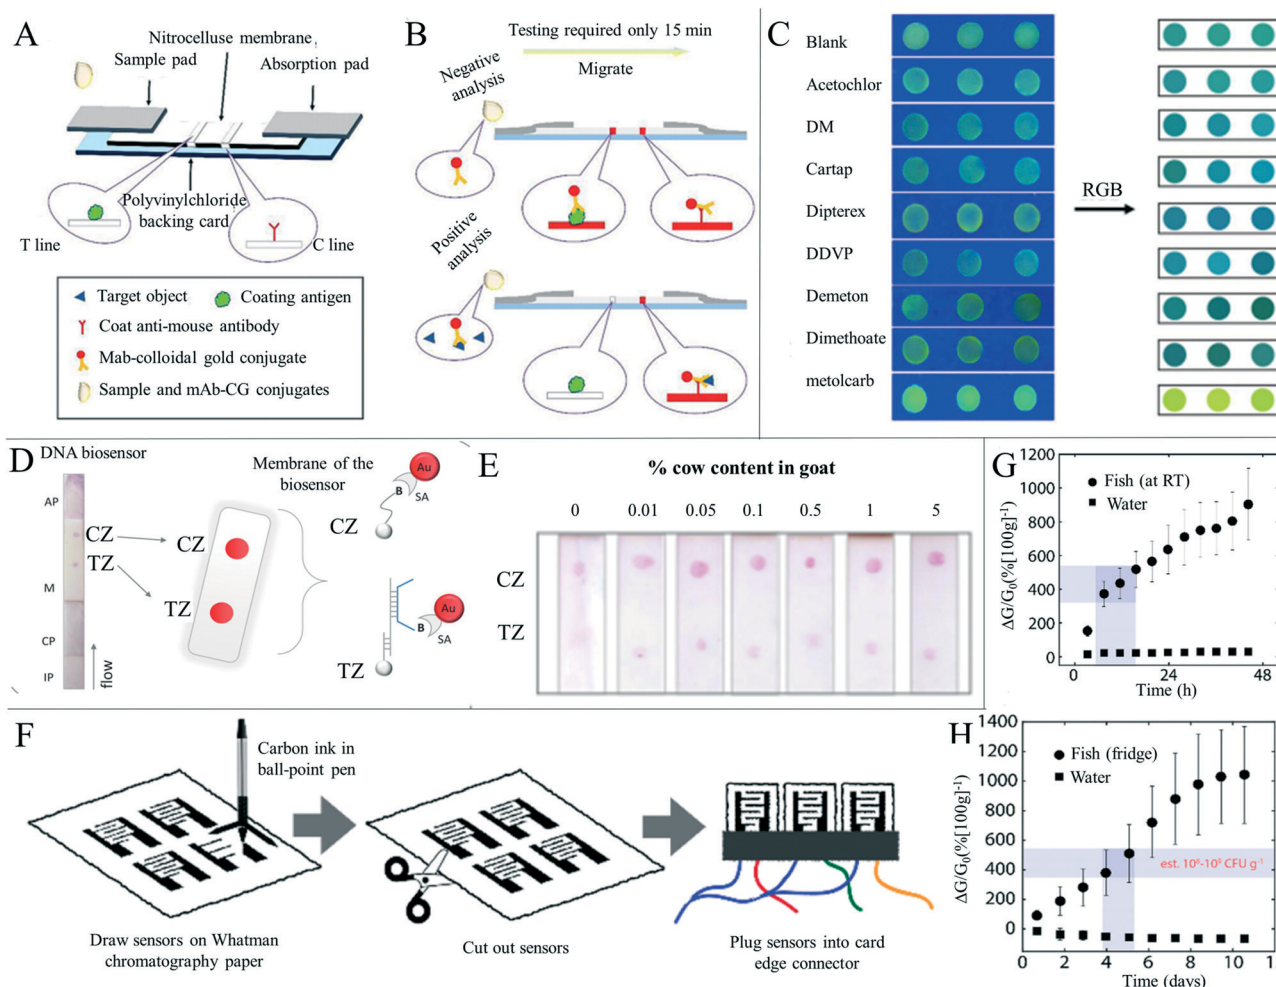 A
Nitrocelluse membrane
Sample pad
Absorption pad
Polyvinylchloride
backing card
T line
C line
Target object
Coating antigen
Coat anti-mouse antibody
Mab-colloidal gold conjugate
Sample and mAb-CG conjugates
B
Testing required only 15 min
Migrate
Negative
analysis
Positive
analysis
C
Blank
Acetochlor
DM
Cartap
Dipterex
DDVP
Demeton
Dimethoate
metolcarb
RGB
D
DNA biosensor
AP
CZ
TZ
M
CP
IP
flow
CZ
TZ
Membrane of the
biosensor
Au
B
SA
CZ
Au
B
SA
TZ
E
% cow content in goat
0 0.01 0.05 0.1 0.5 1 5
CZ
TZ
F
Carbon ink in
ball-point pen
Draw sensors on Whatman
chromatography paper
Cut out sensors
Plug sensors into card
edge connector
G
1200
1000
800
600
400
200
0
ΔG/G₀(%[100g]⁻¹)
Fish (at RT)
Water
0 24 48
Time (h)
H
1400
1200
1000
800
600
400
200
0
ΔG/G₀(%[100g]⁻¹)
Fish (fridge)
Water
0 2 4 6 8 10
Time (days)